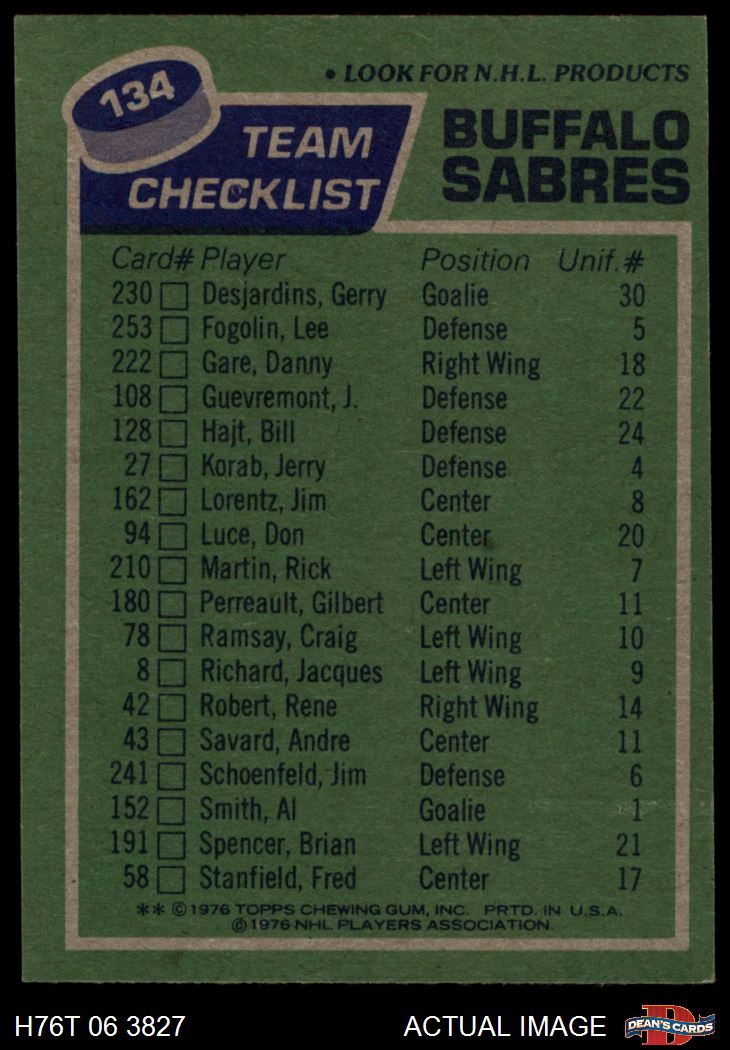 134
• LOOK FOR N.H.L. PRODUCTS
TEAM CHECKLIST
BUFFALO SABRES
Card# Player Position Unif.#
230 Desjardins, Gerry Goalie 30
253 Fogolin, Lee Defense 5
222 Gare, Danny Right Wing 18
108 Guevremont, J. Defense 22
128 Hajt, Bill Defense 24
27 Korab, Jerry Defense 4
162 Lorentz, Jim Center 8
94 Luce, Don Center 20
210 Martin, Rick Left Wing 7
180 Perreault, Gilbert Center 11
78 Ramsay, Craig Left Wing 10
8 Richard, Jacques Left Wing 9
42 Robert, Rene Right Wing 14
43 Savard, Andre Center 11
241 Schoenfeld, Jim Defense 6
152 Smith, Al Goalie 1
191 Spencer, Brian Left Wing 21
58 Stanfield, Fred Center 17
** ©1976 TOPPS CHEWING GUM, INC. PRTD. IN U.S.A.
©1976 NHL PLAYERS ASSOCIATION.
H76T 06 3827 ACTUAL IMAGE D DEAN'S CARDS